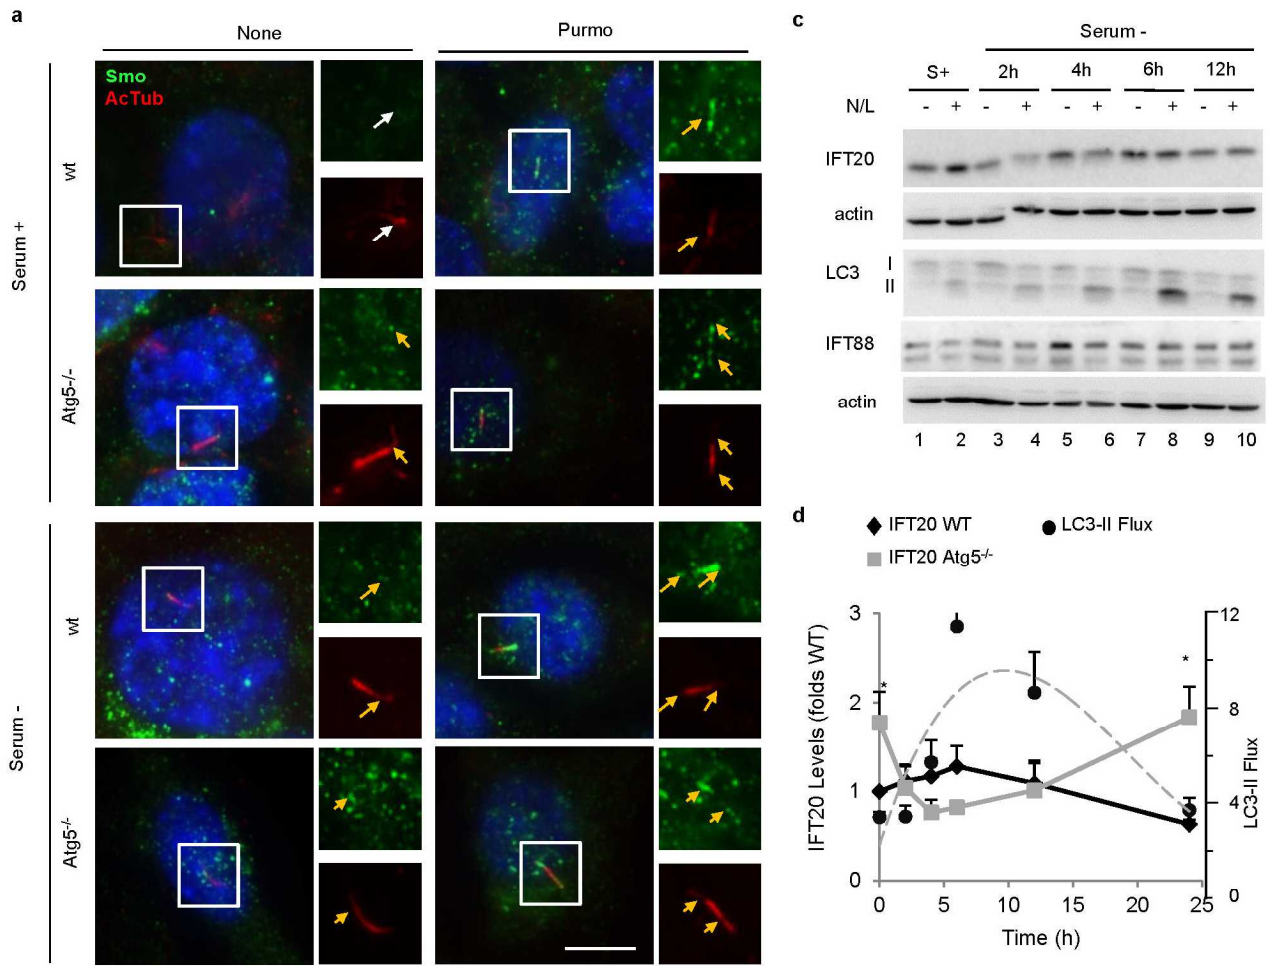 a
None
Purmo
Serum +
wt
Smo
AcTub
Atg5-/-
Serum -
wt
Atg5-/-
c
Serum -
S+ 2h 4h 6h 12h
N/L - + - + - + - + - +
IFT20
actin
LC3 I
II
IFT88
actin
1 2 3 4 5 6 7 8 9 10
d
IFT20 WT
LC3-II Flux
IFT20 Atg5-/-
IFT20 Levels (folds WT)
3
2
1
0
*
*
12
8
4
0
LC3-II Flux
0 5 10 15 20 25
Time (h)